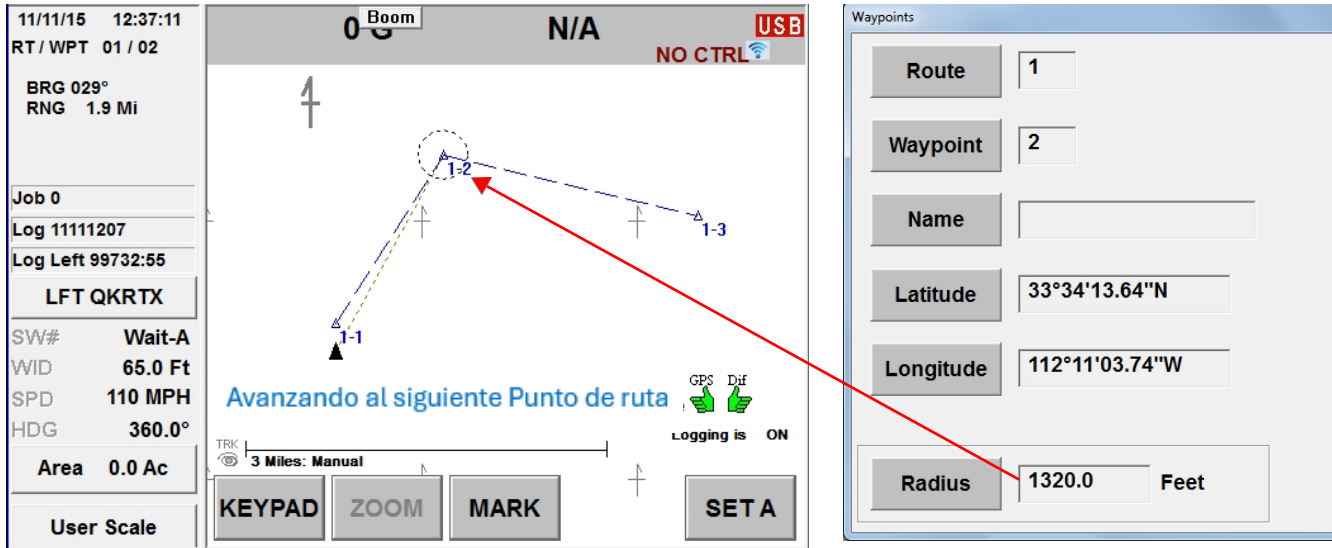 11/11/15 12:37:11
RT / WPT 01 / 02
BRG 029°
RNG 1.9 Mi
Job 0
Log 11111207
Log Left 99732:55
LFT QKRTX
SW# Wait-A
WID 65.0 Ft
SPD 110 MPH
HDG 360.0°
Area 0.0 Ac
User Scale
0 G
Boom
N/A
USB
NO CTRL
1-2
1-3
1-1
Avanzando al siguiente Punto de ruta
GPS Dif
Logging is ON
TRK
3 Miles: Manual
KEYPAD
ZOOM
MARK
SET A
Waypoints
Route 1
Waypoint 2
Name
Latitude 33°34'13.64"N
Longitude 112°11'03.74"W
Radius 1320.0 Feet